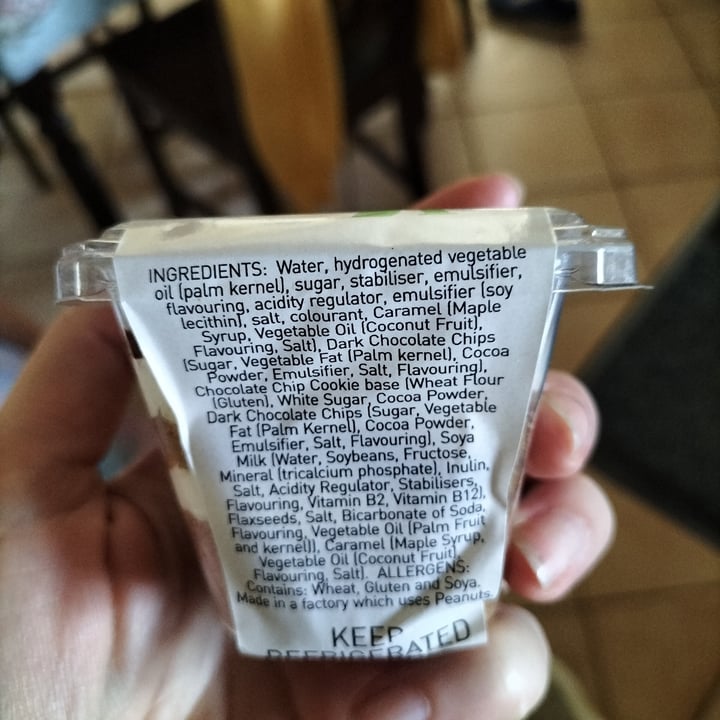 INGREDIENTS: Water, hydrogenated vegetable
oil (palm kernel), sugar, stabiliser, emulsifier,
flavouring, acidity regulator, emulsifier (soy
lecithin), salt, colourant, Caramel (Maple
Syrup, Vegetable Oil (Coconut Fruit),
Flavouring, Salt), Dark Chocolate Chips
(Sugar, Vegetable Fat (Palm kernel), Cocoa
Powder, Emulsifier, Salt, Flavouring),
Chocolate Chip Cookie base (Wheat Flour
(Gluten), White Sugar, Cocoa Powder,
Dark Chocolate Chips (Sugar, Vegetable
Fat (Palm Kernel), Cocoa Powder,
Emulsifier, Salt, Flavouring), Soya
Milk (Water, Soybeans, Fructose,
Mineral (tricalcium phosphate), Inulin,
Salt, Acidity Regulator, Stabilisers,
Flavouring, Vitamin B2, Vitamin B12),
Flaxseeds, Salt, Bicarbonate of Soda,
Flavouring, Vegetable Oil (Palm Fruit
and kernel)), Caramel (Maple Syrup,
Vegetable Oil (Coconut Fruit),
Flavouring, Salt). ALLERGENS:
Contains: Wheat, Gluten and Soya.
Made in a factory which uses Peanuts.
KEEP
REFRIGERATED